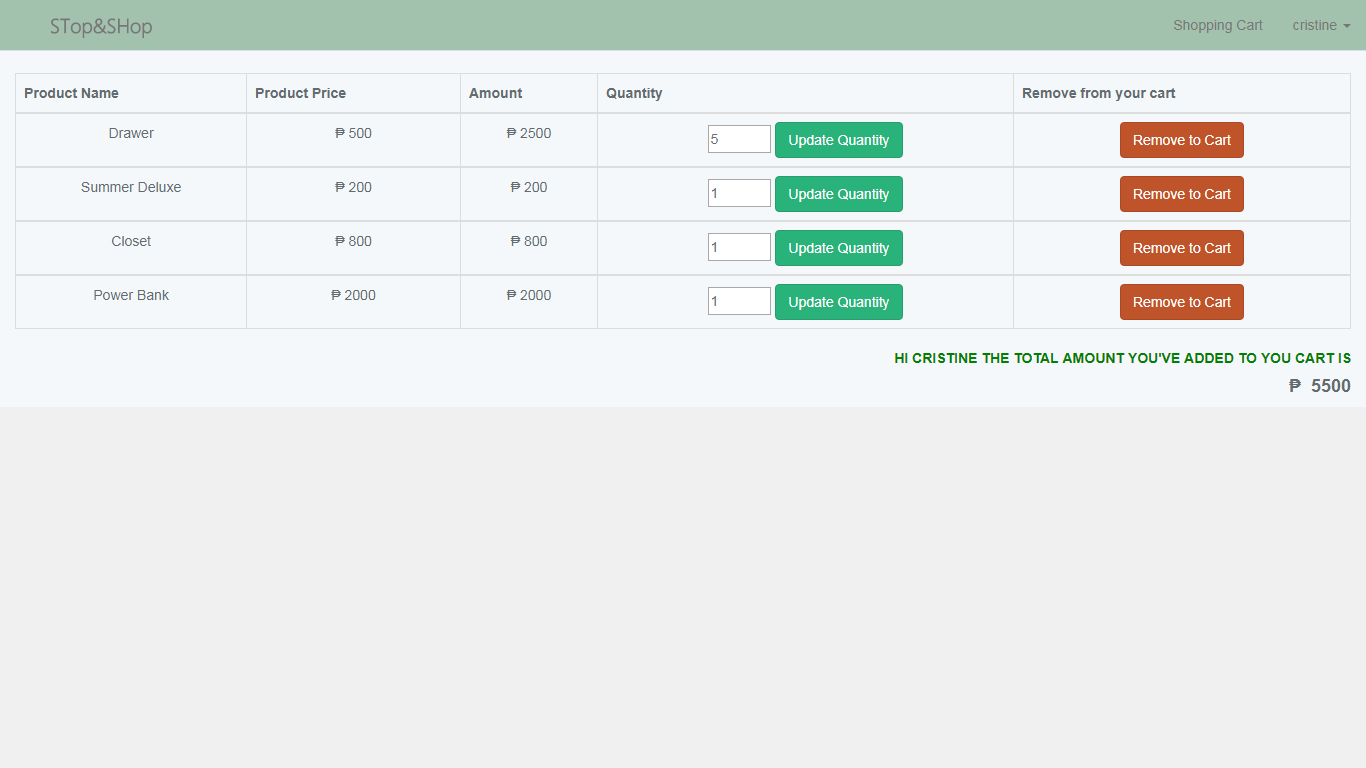 STop&SHop Shopping Cart cristine
Product Name Product Price Amount Quantity Remove from your cart
Drawer ₱ 500 ₱ 2500 5 Update Quantity Remove to Cart
Summer Deluxe ₱ 200 ₱ 200 1 Update Quantity Remove to Cart
Closet ₱ 800 ₱ 800 1 Update Quantity Remove to Cart
Power Bank ₱ 2000 ₱ 2000 1 Update Quantity Remove to Cart
HI CRISTINE THE TOTAL AMOUNT YOU'VE ADDED TO YOU CART IS
₱ 5500